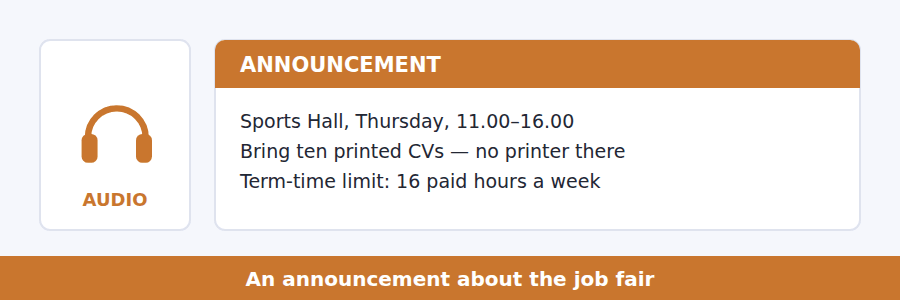 AUDIO
ANNOUNCEMENT
Sports Hall, Thursday, 11.00–16.00
Bring ten printed CVs — no printer there
Term-time limit: 16 paid hours a week
An announcement about the job fair